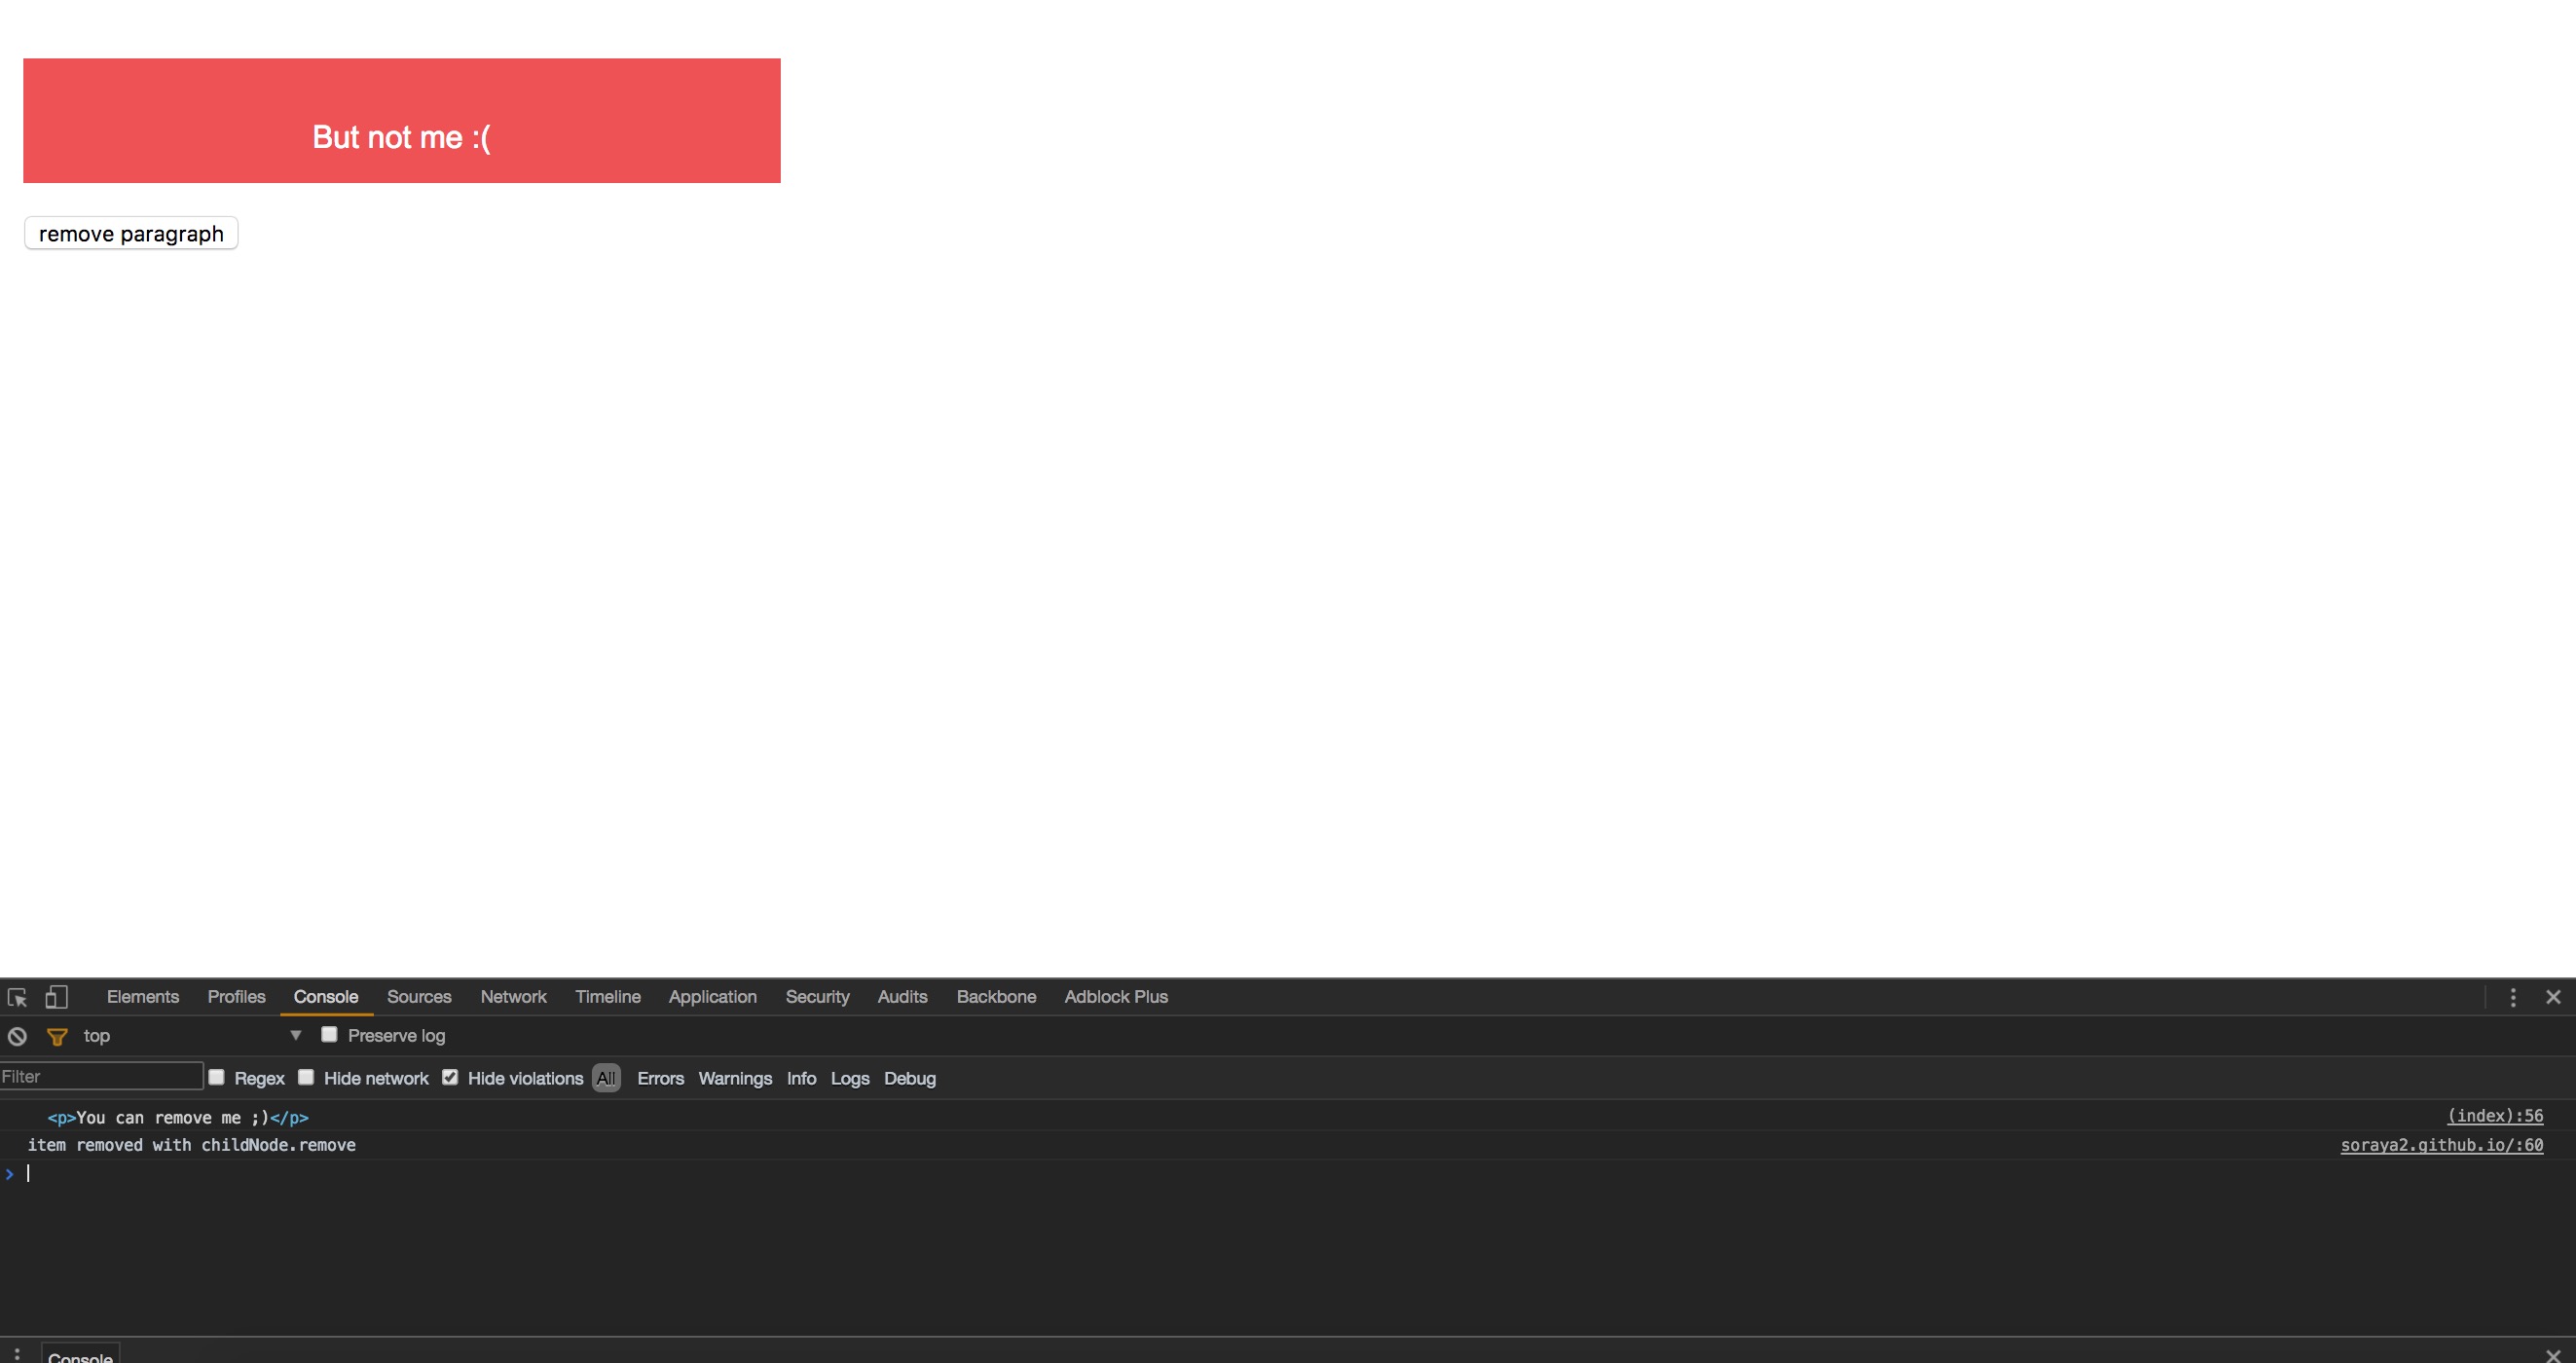 But not me :(
remove paragraph
Elements Profiles Console Sources Network Timeline Application Security Audits Backbone Adblock Plus
top Preserve log
Filter Regex Hide network Hide violations All Errors Warnings Info Logs Debug
<p>You can remove me ;)</p> (index):56
item removed with childNode.remove soraya2.github.io/:60
Console